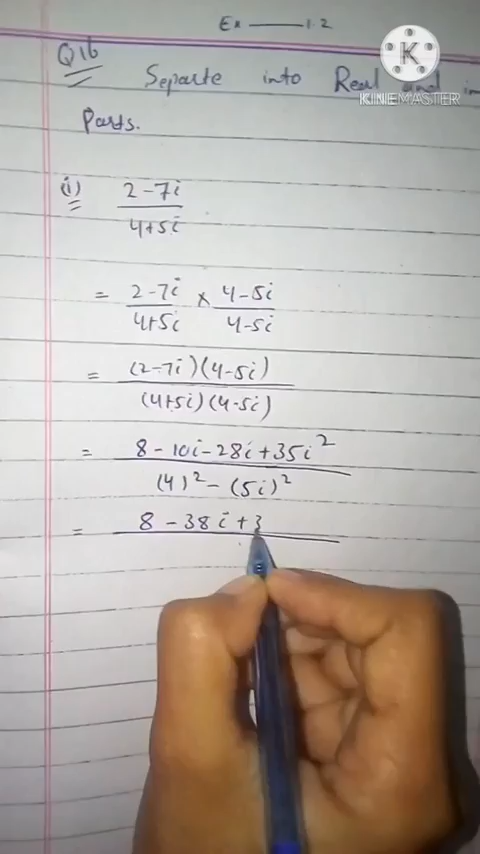 Ex ——— 1.2
K
KINEMASTER
Q16 Separte into Real and im
Parts.
(i) 2-7i / 4+5i
= 2-7i / 4+5i × 4-5i / 4-5i
= (2-7i)(4-5i) / (4+5i)(4-5i)
= 8-10i-28i+35i² / (4)²-(5i)²
= 8-38i+3